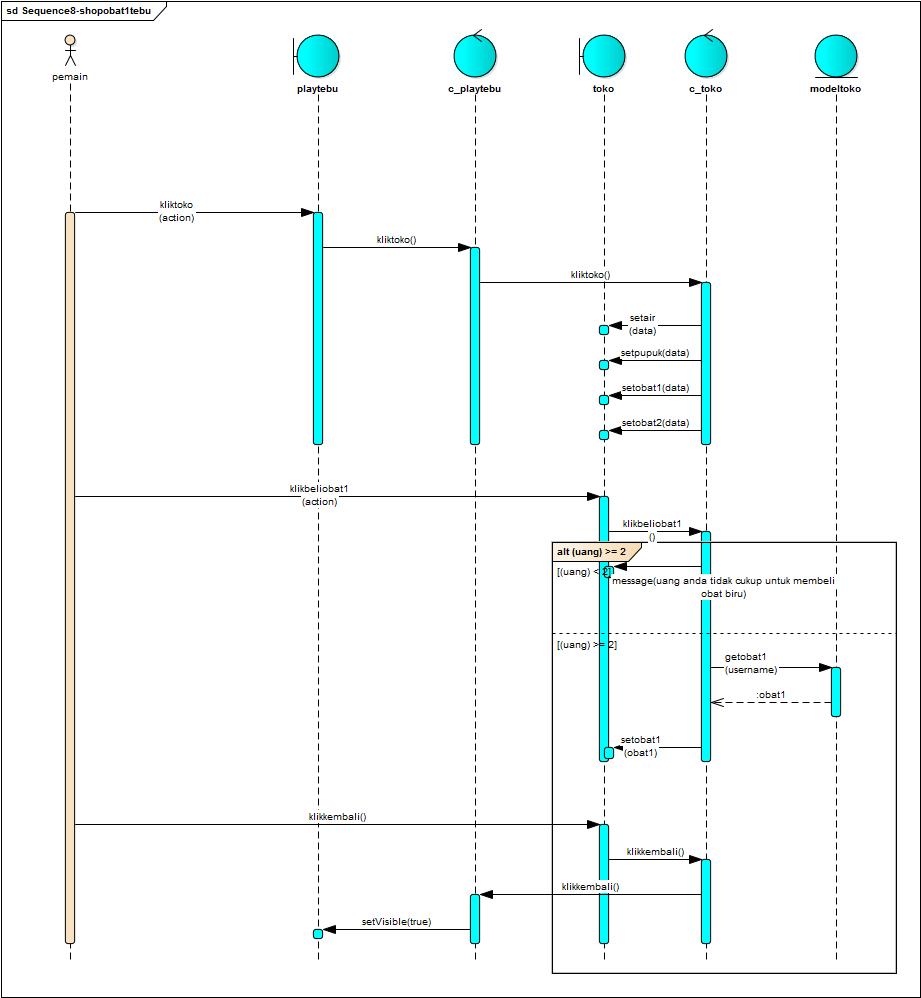 sd Sequence8-shopobat1tebu
pemain
playtebu
c_playtebu
toko
c_toko
modeltoko
kliktoko
(action)
kliktoko()
kliktoko()
setair
(data)
setpupuk(data)
setobat1(data)
setobat2(data)
klikbeliobat1
(action)
klikbeliobat1
()
alt (uang) >= 2
[(uang) < 2]
message(uang anda tidak cukup untuk membeli
obat biru)
[(uang) >= 2]
getobat1
(username)
:obat1
setobat1
(obat1)
klikkembali()
klikkembali()
klikkembali()
setVisible(true)